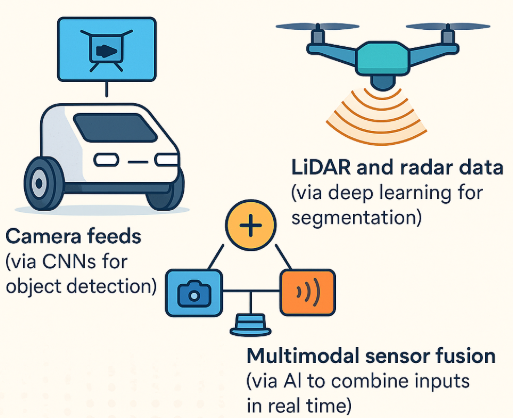 LiDAR and radar data
(via deep learning for
segmentation)
Camera feeds
(via CNNs for
object detection)
Multimodal sensor fusion
(via AI to combine inputs
in real time)